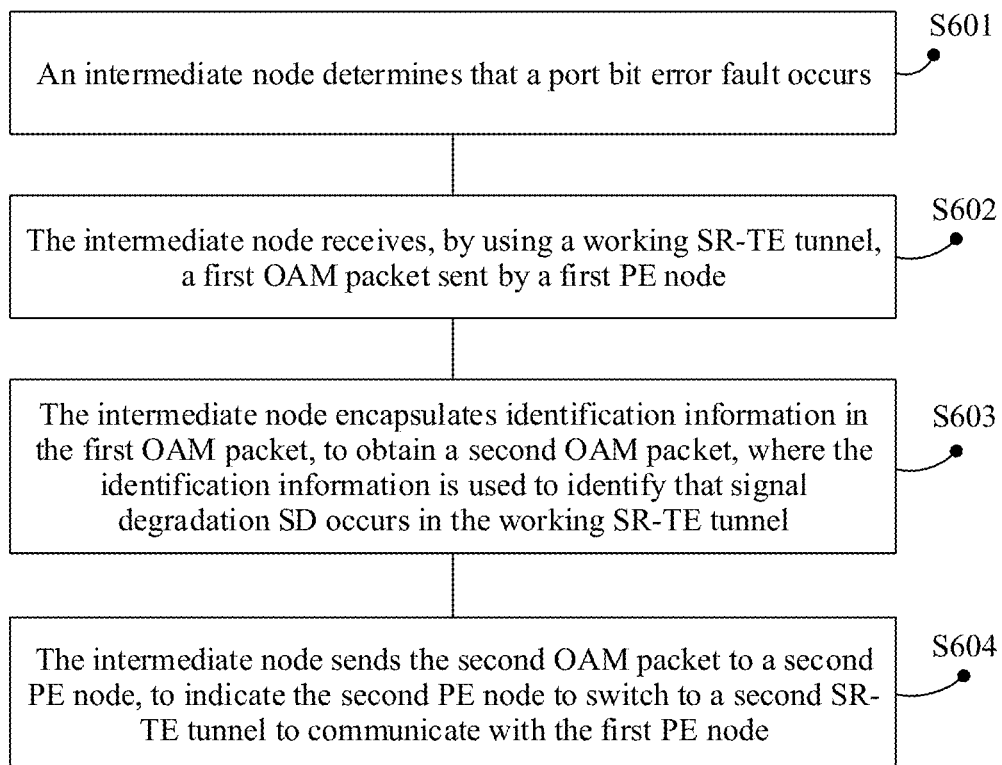 S601
An intermediate node determines that a port bit error fault occurs
S602
The intermediate node receives, by using a working SR-TE tunnel,
a first OAM packet sent by a first PE node
S603
The intermediate node encapsulates identification information in
the first OAM packet, to obtain a second OAM packet, where the
identification information is used to identify that signal
degradation SD occurs in the working SR-TE tunnel
S604
The intermediate node sends the second OAM packet to a second
PE node, to indicate the second PE node to switch to a second SR-
TE tunnel to communicate with the first PE node